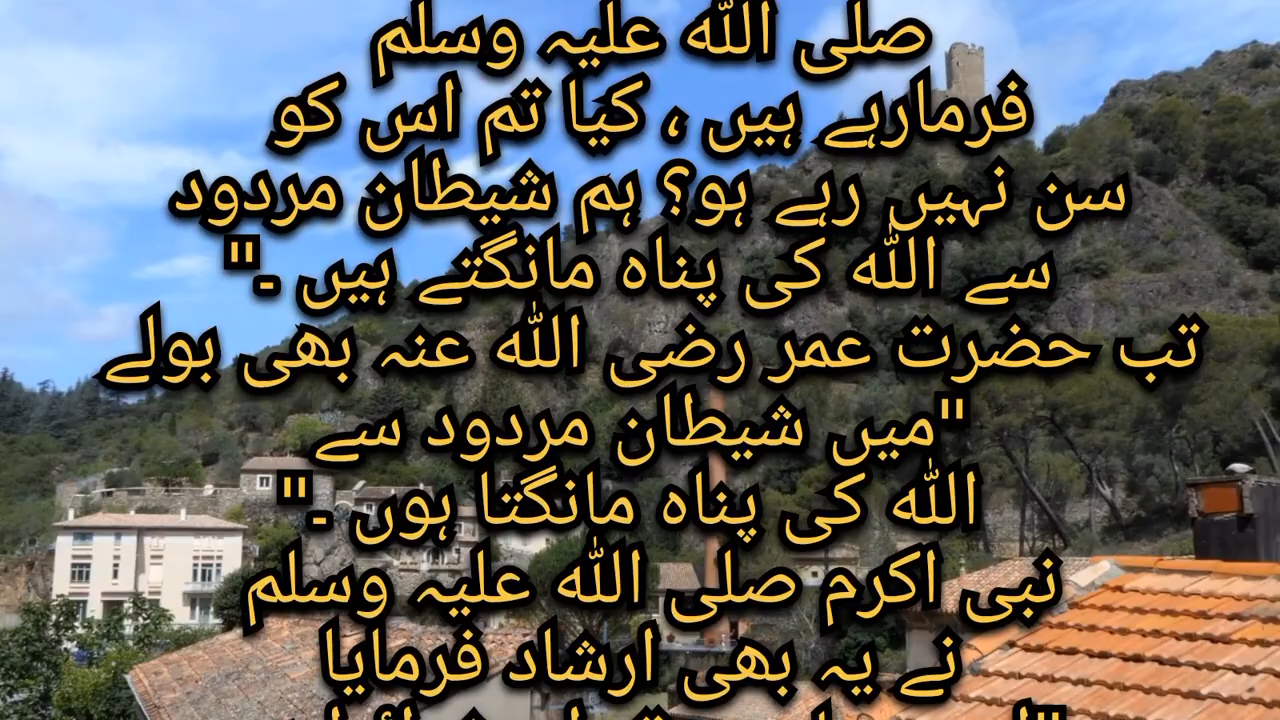 صلی اللہ علیہ وسلم
فرمارہے ہیں ، کیا تم اس کو
سن نہیں رہے ہو؟ ہم شیطان مردود
سے اللہ کی پناہ مانگتے ہیں ۔"
تب حضرت عمر رضی اللہ عنہ بھی بولے
"میں شیطان مردود سے
اللہ کی پناہ مانگتا ہوں ۔"
نبی اکرم صلی اللہ علیہ وسلم
نے یہ بھی ارشاد فرمایا